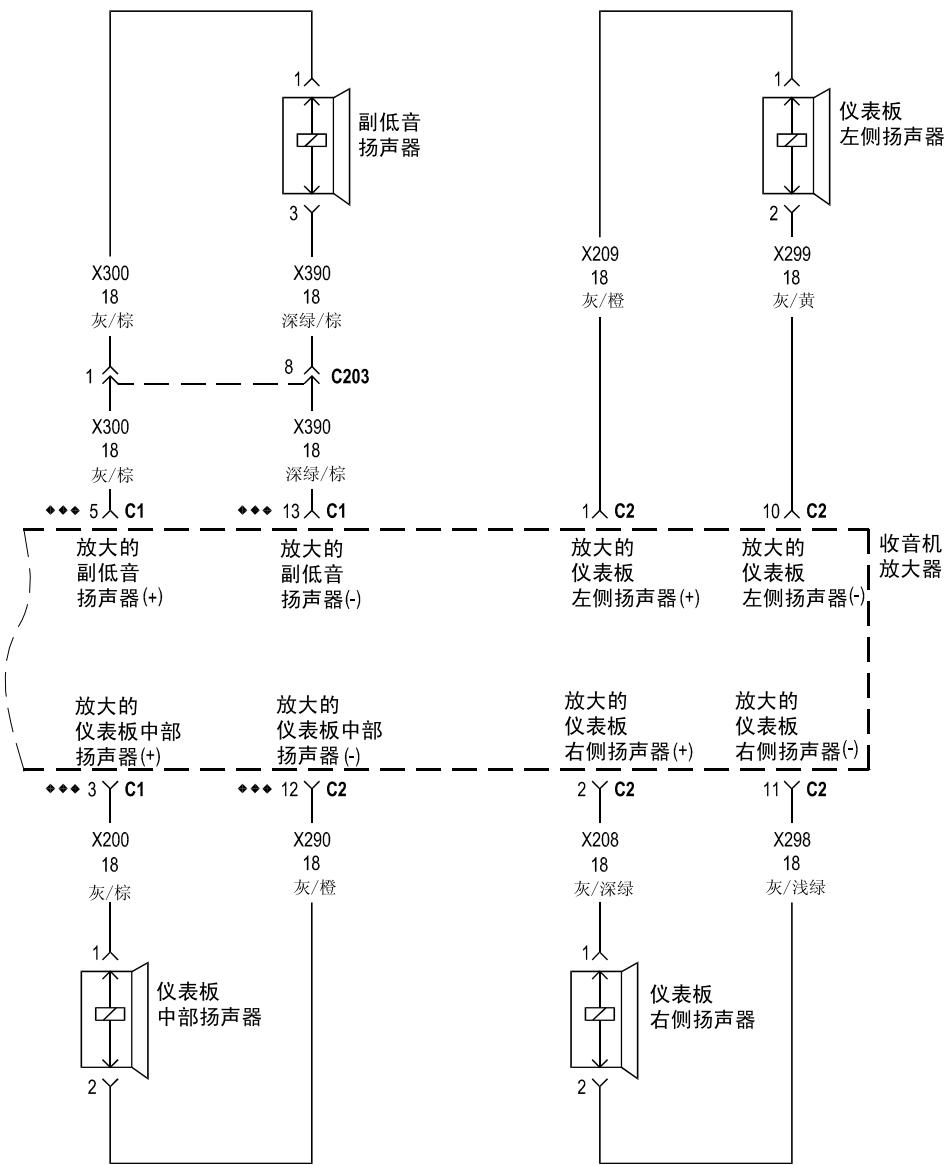 1
副低音
扬声器
3
1
仪表板
左侧扬声器
2
X300
18
灰/棕
X390
18
深绿/棕
X209
18
灰/橙
X299
18
灰/黄
1
8
C203
X300
18
灰/棕
X390
18
深绿/棕
5 C1
13 C1
1 C2
10 C2
放大的
副低音
扬声器(+)
放大的
副低音
扬声器(-)
放大的
仪表板
左侧扬声器(+)
放大的
仪表板
左侧扬声器(-)
收音机
放大器
放大的
仪表板中部
扬声器(+)
放大的
仪表板中部
扬声器(-)
放大的
仪表板
右侧扬声器(+)
放大的
仪表板
右侧扬声器(-)
3 C1
12 C2
2 C2
11 C2
X200
18
灰/棕
X290
18
灰/橙
X208
18
灰/深绿
X298
18
灰/浅绿
1
仪表板
中部扬声器
2
1
仪表板
右侧扬声器
2